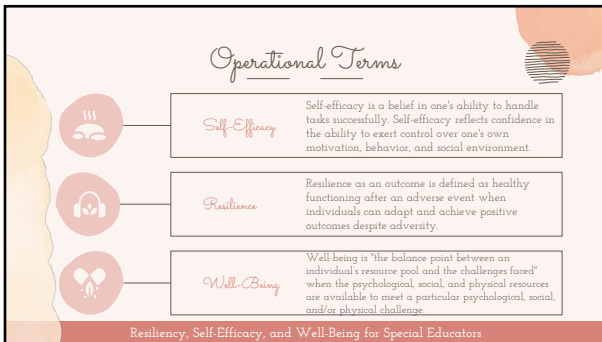 Operational Terms
Self-Efficacy
Self-efficacy is a belief in one's ability to handle
tasks successfully. Self-efficacy reflects confidence in
the ability to exert control over one's own
motivation, behavior, and social environment.
Resilience
Resilience as an outcome is defined as healthy
functioning after an adverse event when
individuals can adapt and achieve positive
outcomes despite adversity.
Well-Being
Well-being is "the balance point between an
individual's resource pool and the challenges faced"
when the psychological, social, and physical resources
are available to meet a particular psychological, social,
and/or physical challenge.
Resiliency, Self-Efficacy, and Well-Being for Special Educators